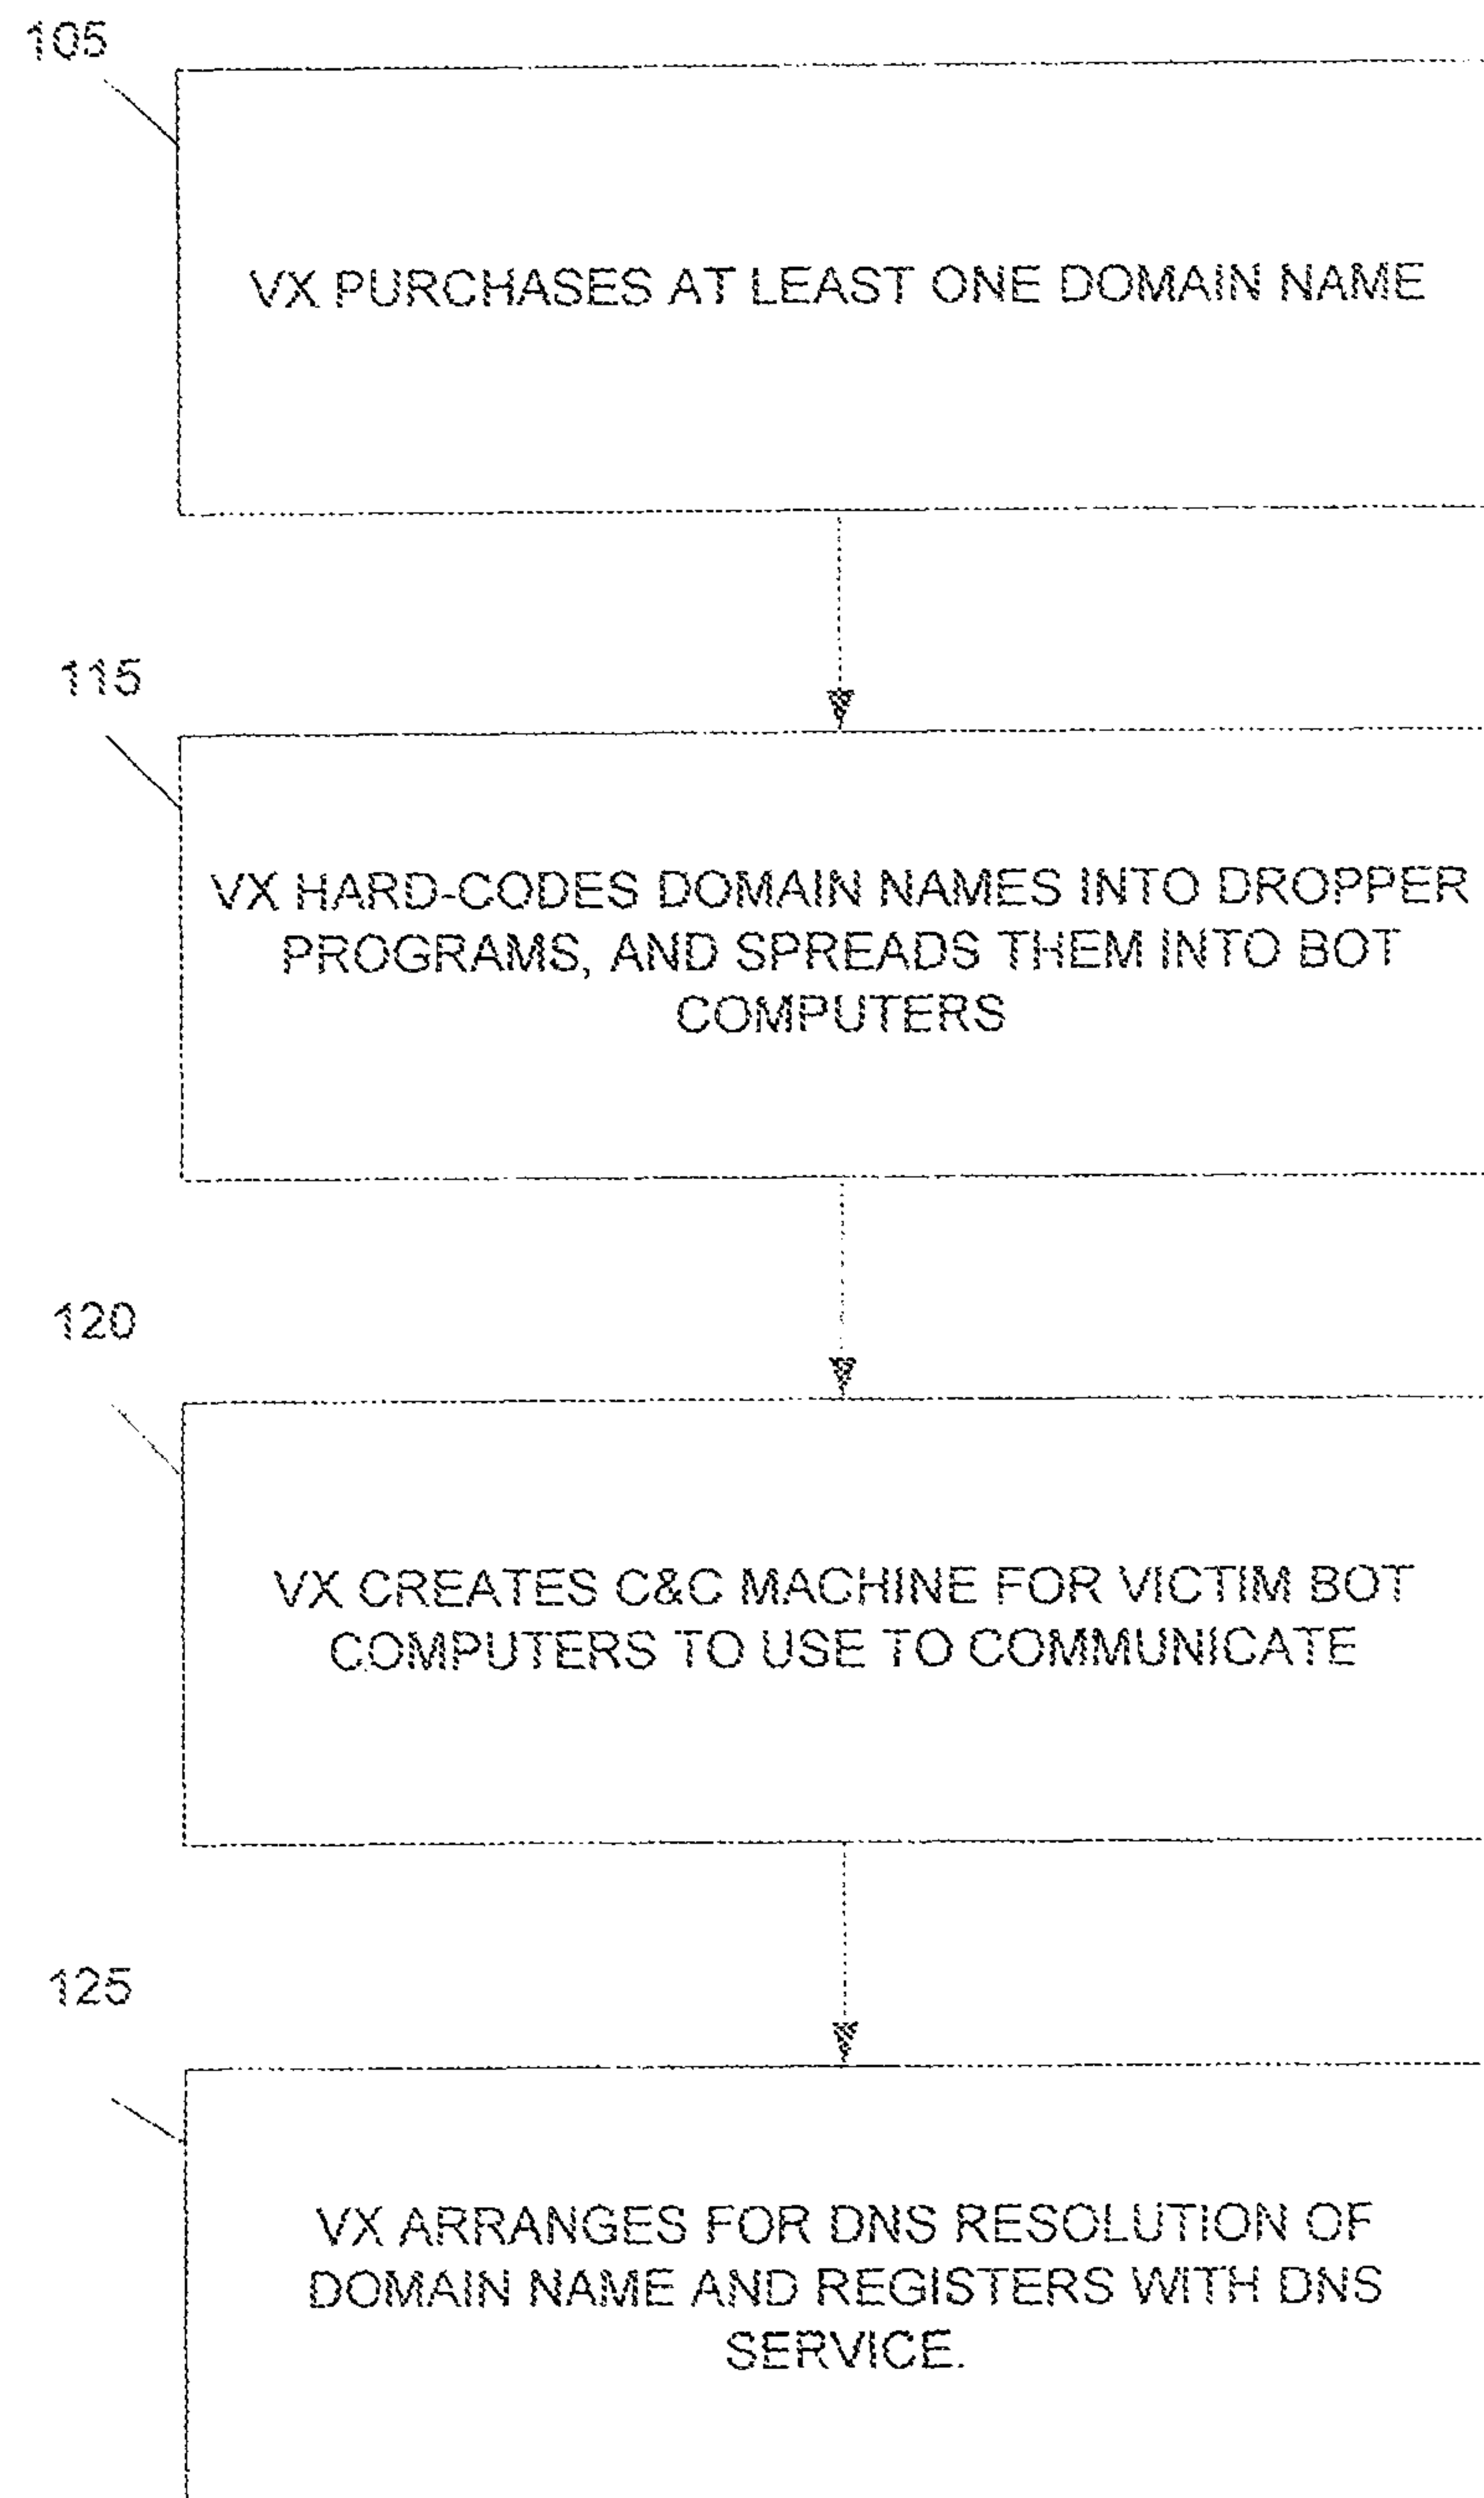 105
VX PURCHASES AT LEAST ONE DOMAIN NAME
115
VX HARD-CODES DOMAIN NAMES INTO DROPPER
PROGRAMS, AND SPREADS THEM INTO BOT
COMPUTERS
120
VX CREATES C&C MACHINE FOR VICTIM BOT
COMPUTERS TO USE TO COMMUNICATE
125
VX ARRANGES FOR DNS RESOLUTION OF
DOMAIN NAME AND REGISTERS WITH DNS
SERVICE.